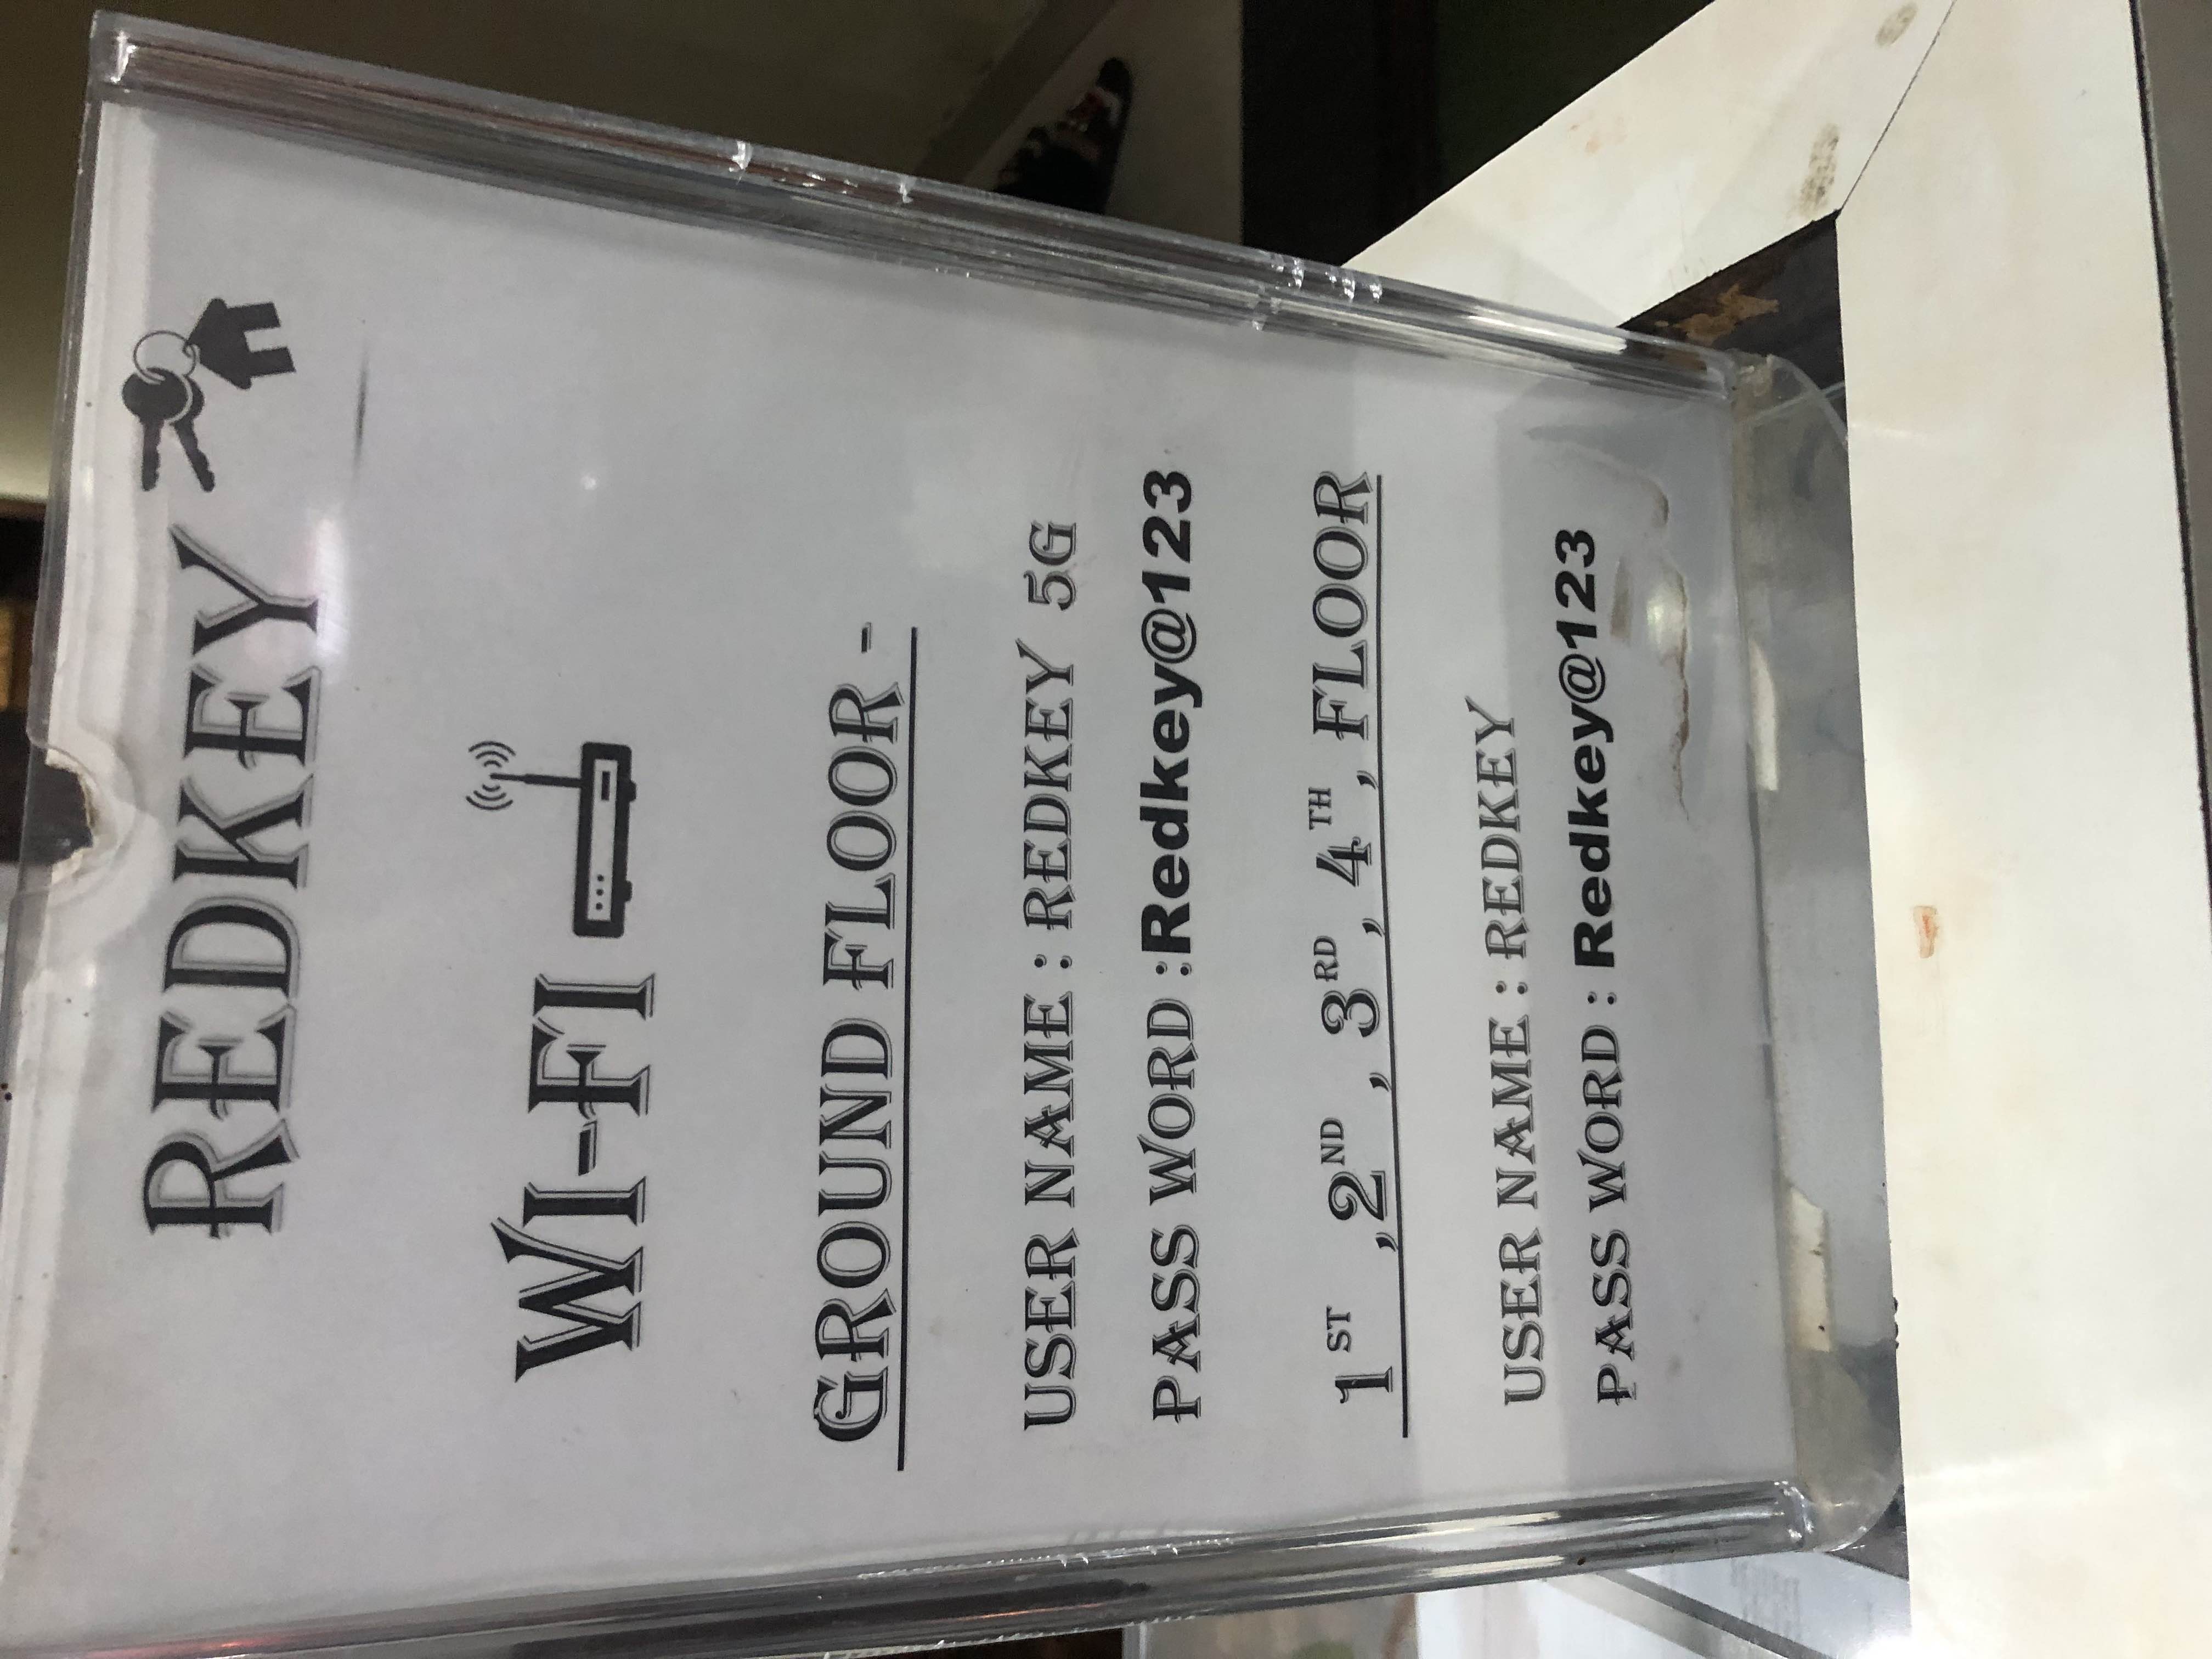 REDKEY
WI-FI
GROUND FLOOR -
USER NAME : REDKEY 5G
PASS WORD :Redkey@123
1ST ,2ND , 3RD , 4TH , FLOOR
USER NAME : REDKEY
PASS WORD : Redkey@123